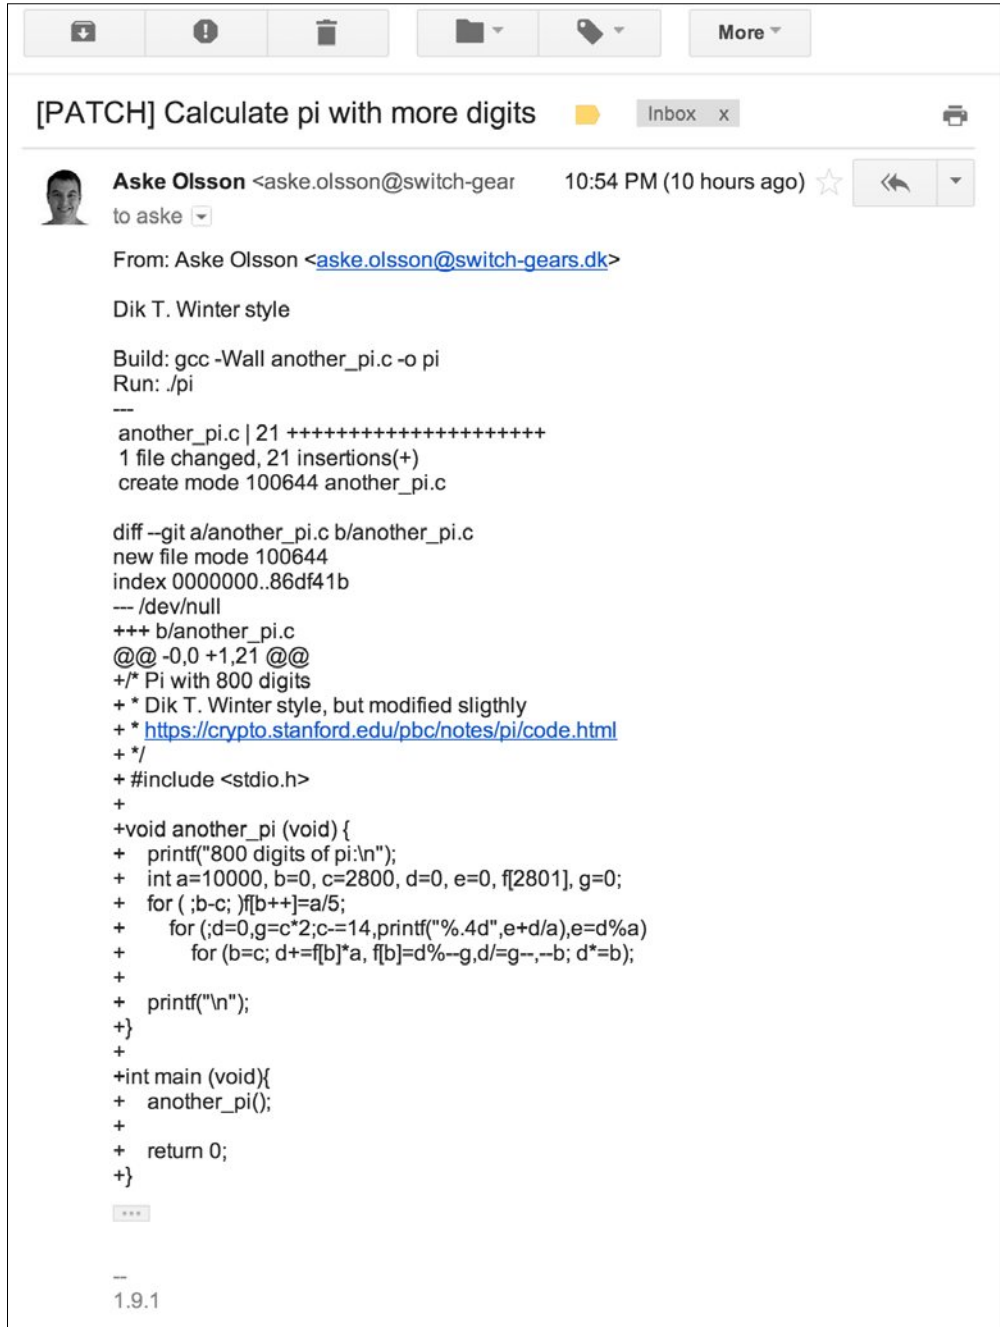 More
[PATCH] Calculate pi with more digits Inbox x
Aske Olsson <aske.olsson@switch-gear 10:54 PM (10 hours ago)
to aske
From: Aske Olsson <aske.olsson@switch-gears.dk>
Dik T. Winter style
Build: gcc -Wall another_pi.c -o pi
Run: ./pi
---
another_pi.c | 21 +++++++++++++++++++++
1 file changed, 21 insertions(+)
create mode 100644 another_pi.c
diff --git a/another_pi.c b/another_pi.c
new file mode 100644
index 0000000..86df41b
--- /dev/null
+++ b/another_pi.c
@@ -0,0 +1,21 @@
+/* Pi with 800 digits
+ * Dik T. Winter style, but modified sligthly
+ * https://crypto.stanford.edu/pbc/notes/pi/code.html
+ */
+ #include <stdio.h>
+
+void another_pi (void) {
+    printf("800 digits of pi:\n");
+    int a=10000, b=0, c=2800, d=0, e=0, f[2801], g=0;
+    for ( ;b-c; )f[b++]=a/5;
+        for (;d=0,g=c*2;c-=14,printf("%.4d",e+d/a),e=d%a)
+            for (b=c; d+=f[b]*a, f[b]=d%--g,d/=g--,--b; d*=b);
+
+    printf("\n");
+}
+
+int main (void){
+    another_pi();
+
+    return 0;
+}
--
1.9.1